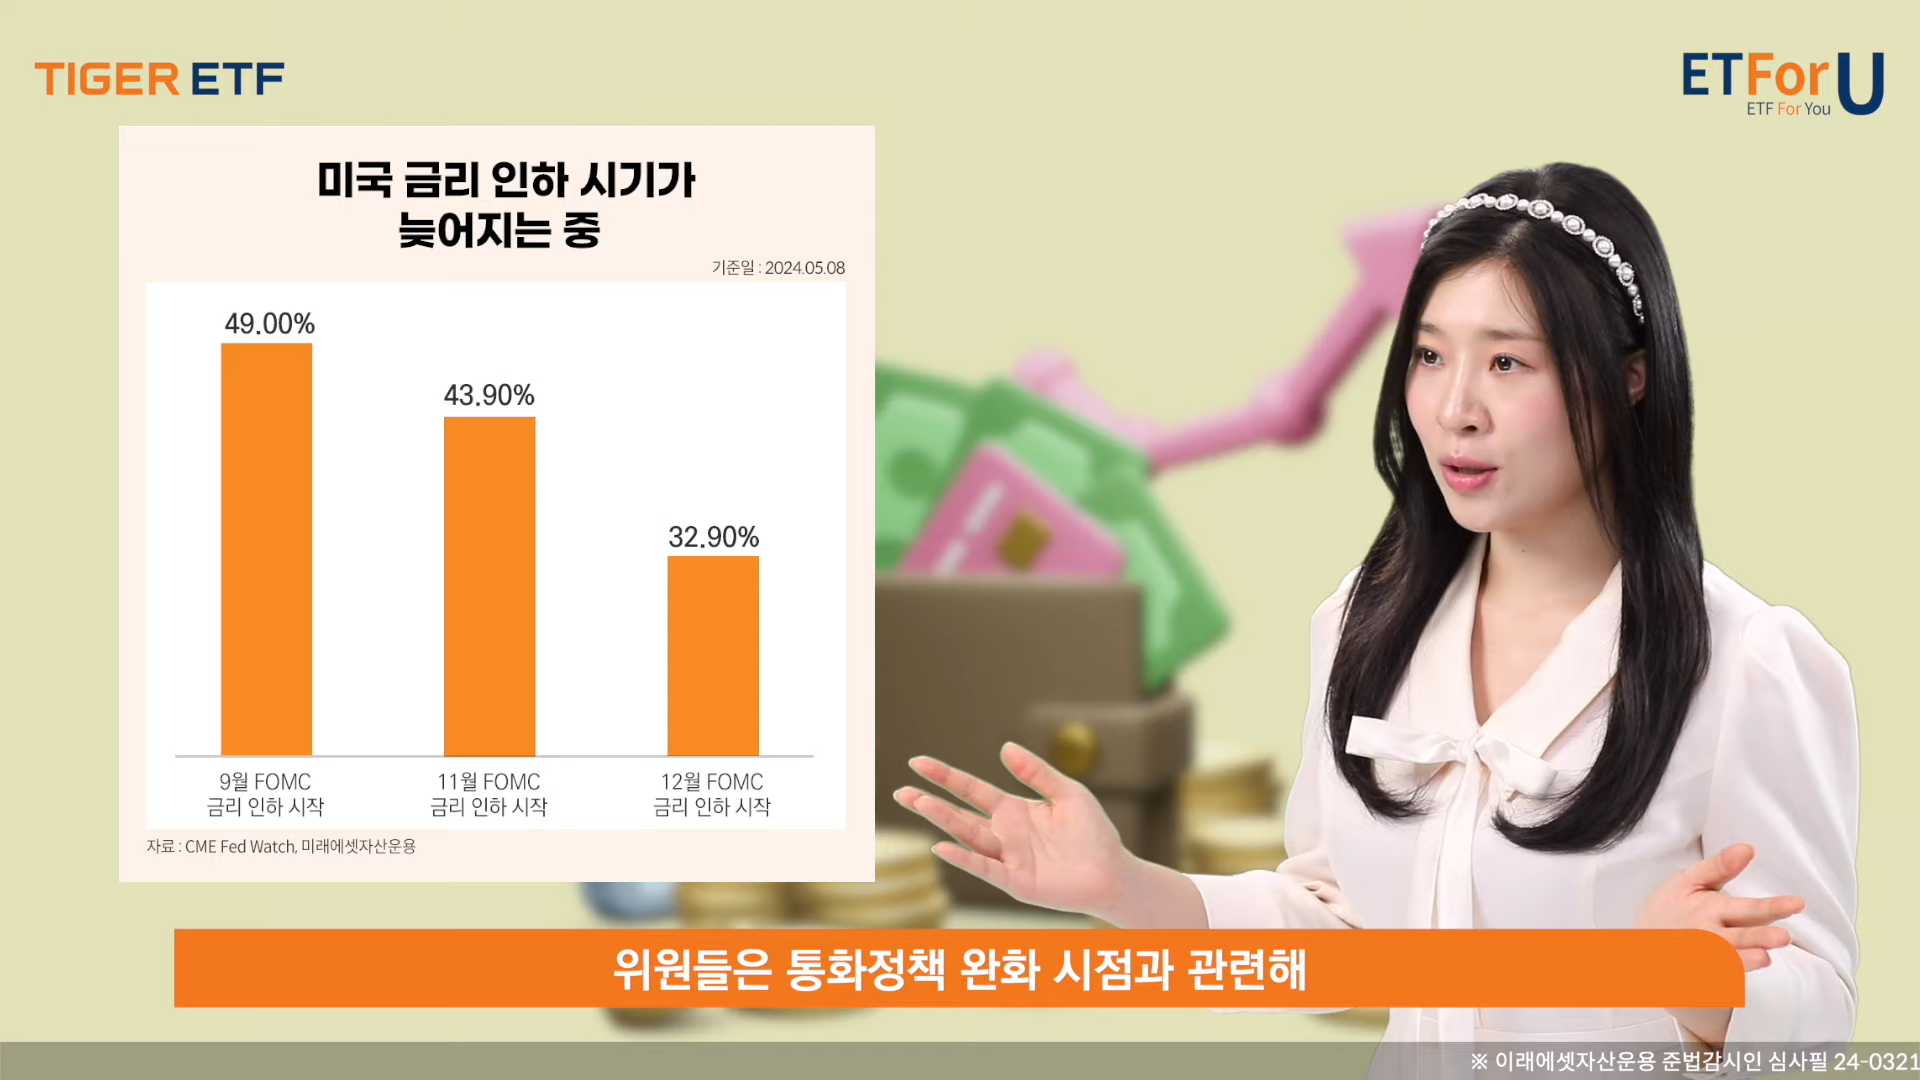 TIGER ETF
ETFor U
ETF For You
미국 금리 인하 시기가
늦어지는 중
기준일 : 2024.05.08
49.00%
43.90%
32.90%
9월 FOMC
금리 인하 시작
11월 FOMC
금리 인하 시작
12월 FOMC
금리 인하 시작
자료 : CME Fed Watch, 미래에셋자산운용
위원들은 통화정책 완화 시점과 관련해
※ 이래에셋자산운용 준법감시인 심사필 24-0321